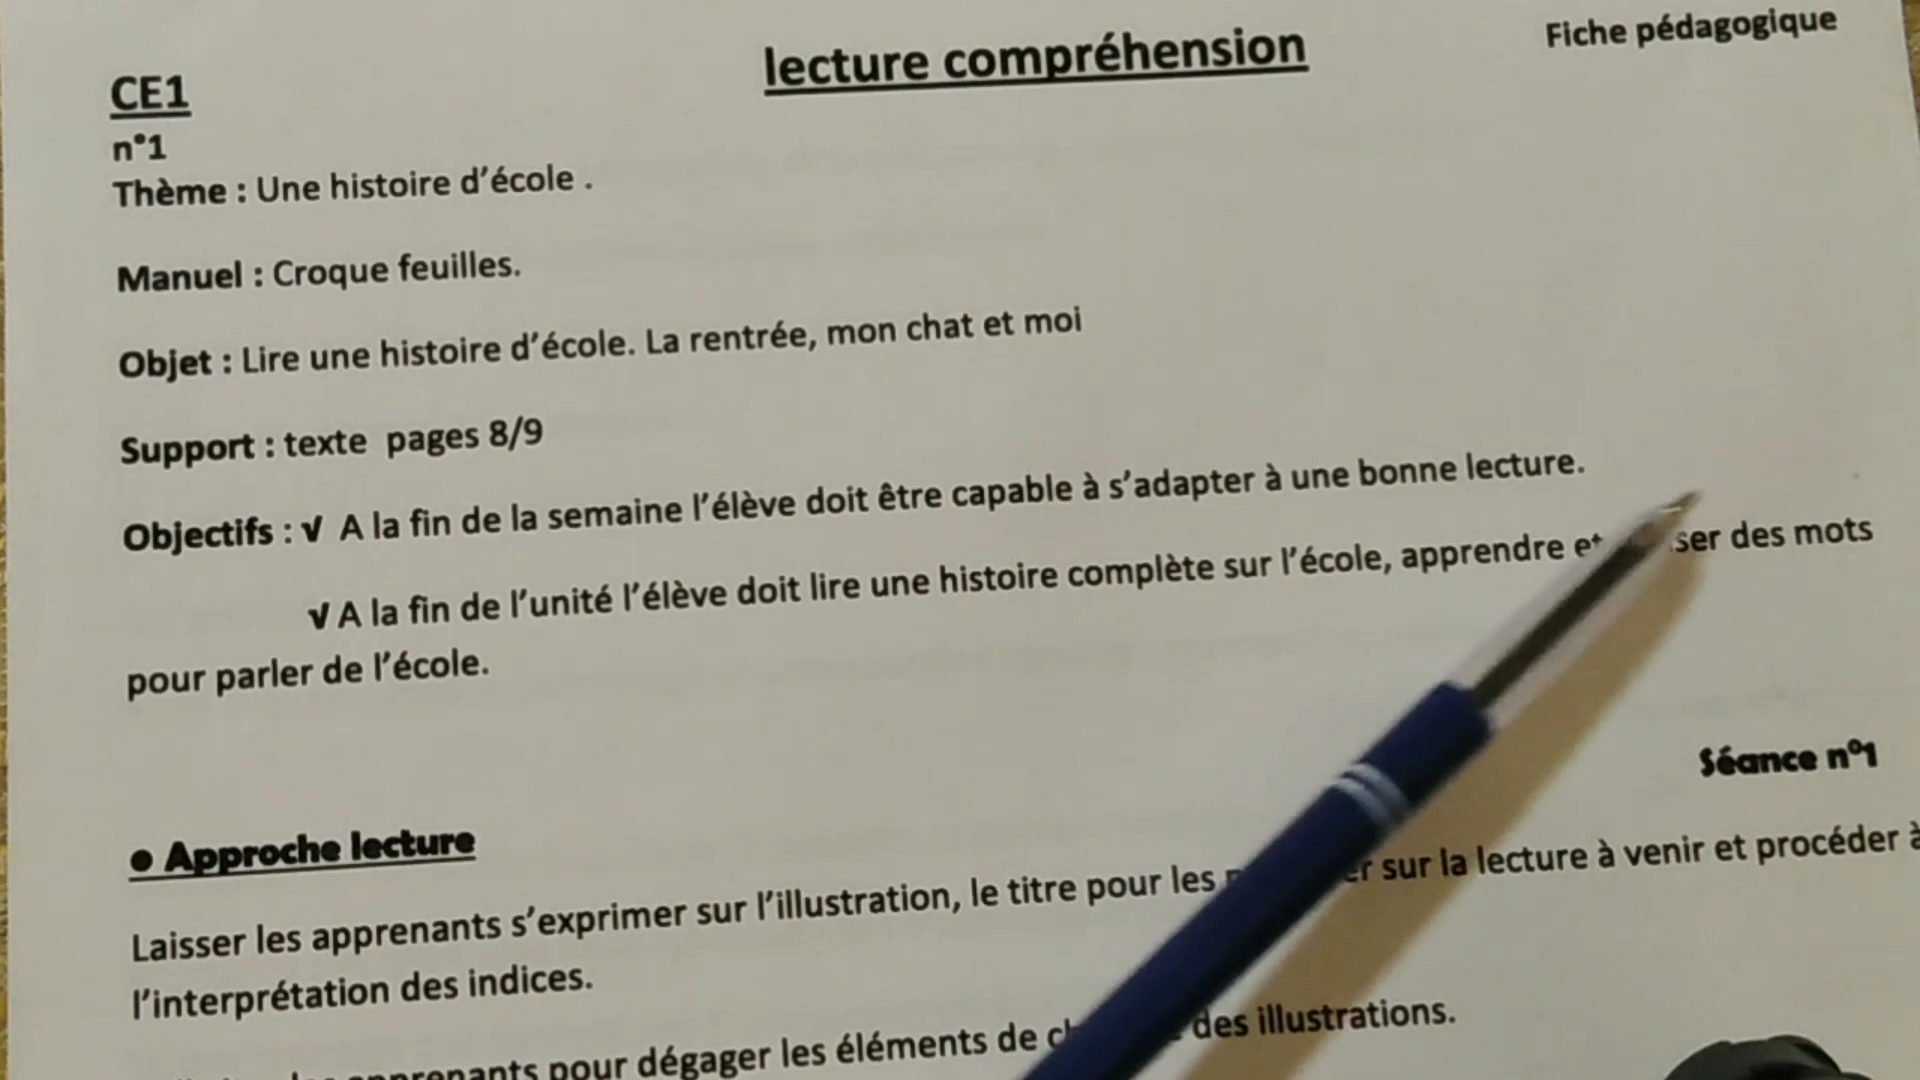 Fiche pédagogique
lecture compréhension
CE1
n°1
Thème : Une histoire d'école .
Manuel : Croque feuilles.
Objet : Lire une histoire d'école. La rentrée, mon chat et moi
Support : texte pages 8/9
Objectifs : √ A la fin de la semaine l'élève doit être capable à s'adapter à une bonne lecture.
√ A la fin de l'unité l'élève doit lire une histoire complète sur l'école, apprendre et des mots
pour parler de l'école.
Séance n°1
● Approche lecture
Laisser les apprenants s'exprimer sur l'illustration, le titre pour les sur la lecture à venir et procéder à
l'interprétation des indices.
apprenants pour dégager les éléments de des illustrations.